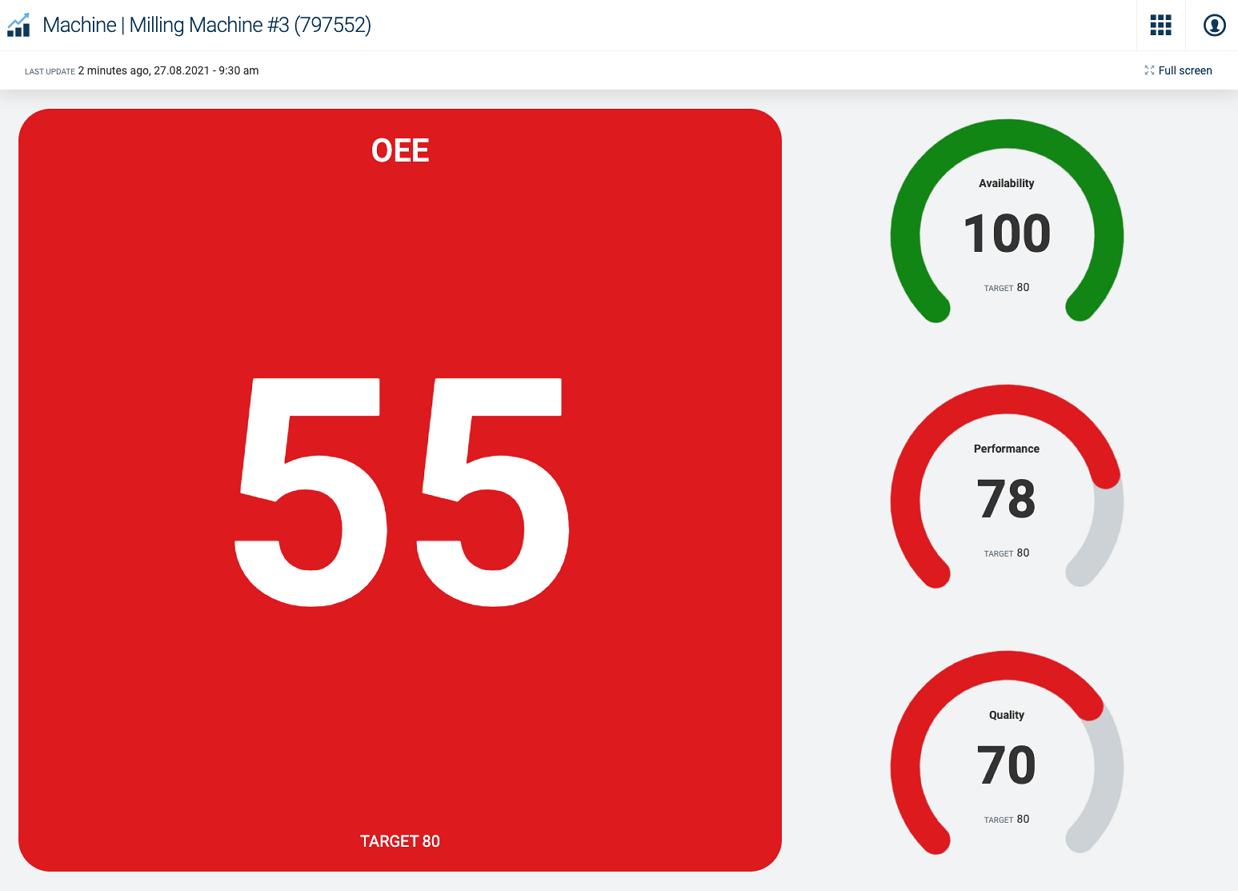 Machine | Milling Machine #3 (797552)
LAST UPDATE 2 minutes ago, 27.08.2021 - 9:30 am
Full screen
OEE
55
TARGET 80
Availability
100
TARGET 80
Performance
78
TARGET 80
Quality
70
TARGET 80